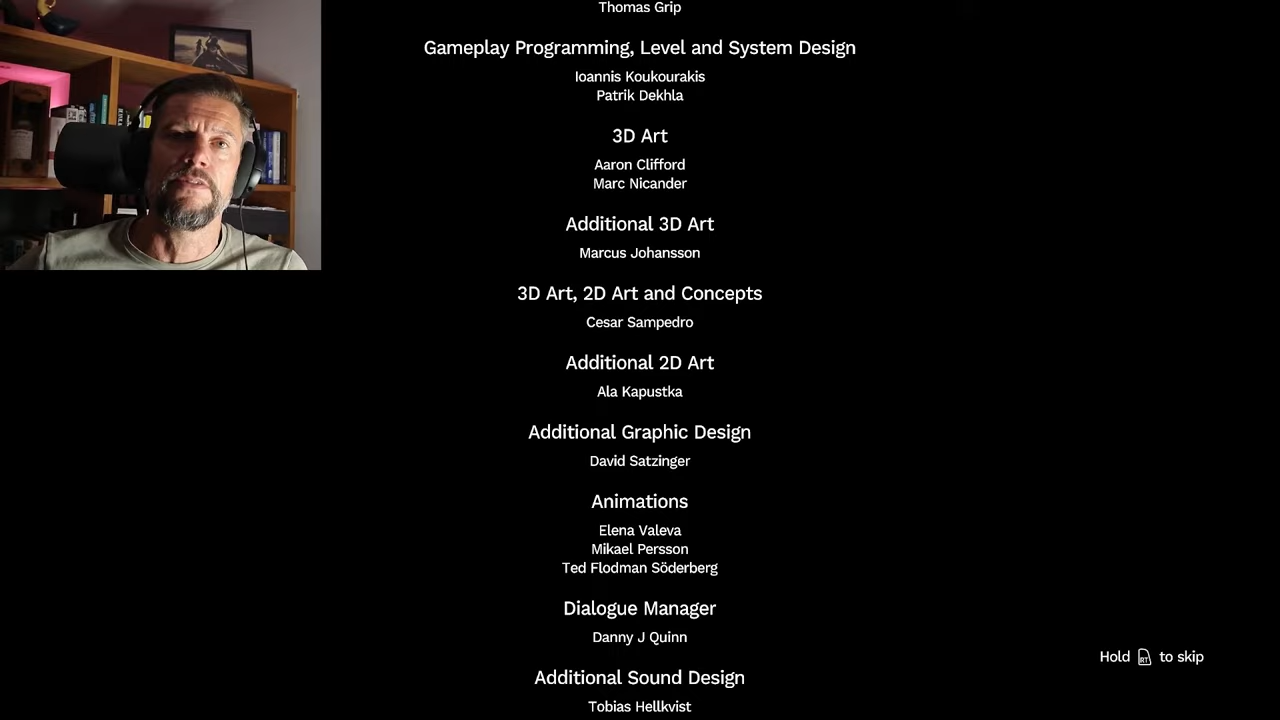 Thomas Grip
Gameplay Programming, Level and System Design
Ioannis Koukourakis
Patrik Dekhla
3D Art
Aaron Clifford
Marc Nicander
Additional 3D Art
Marcus Johansson
3D Art, 2D Art and Concepts
Cesar Sampedro
Additional 2D Art
Ala Kapustka
Additional Graphic Design
David Satzinger
Animations
Elena Valeva
Mikael Persson
Ted Flodman Söderberg
Dialogue Manager
Danny J Quinn
Hold RT to skip
Additional Sound Design
Tobias Hellkvist